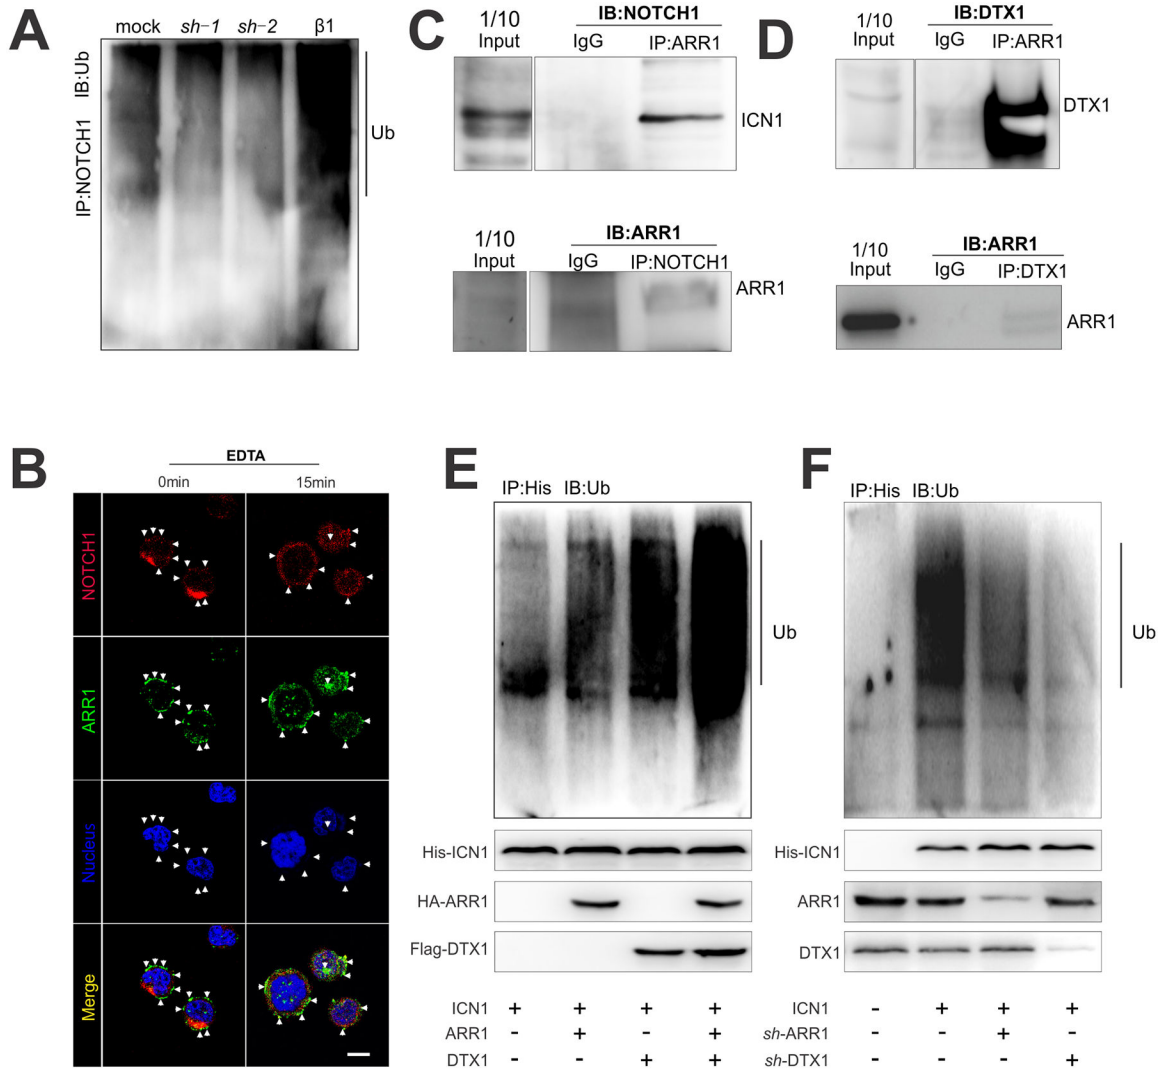 A
mock sh-1 sh-2 β1
IP:NOTCH1 IB:Ub
Ub
C
1/10
Input
IB:NOTCH1
IgG IP:ARR1
ICN1
1/10
Input
IB:ARR1
IgG IP:NOTCH1
ARR1
D
1/10
Input
IB:DTX1
IgG IP:ARR1
DTX1
1/10
Input
IB:ARR1
IgG IP:DTX1
ARR1
B
EDTA
0min 15min
NOTCH1
ARR1
Nucleus
Merge
E
IP:His IB:Ub
Ub
His-ICN1
HA-ARR1
Flag-DTX1
ICN1 + + + +
ARR1 - + - +
DTX1 - - + +
F
IP:His IB:Ub
Ub
His-ICN1
ARR1
DTX1
ICN1 - + + +
sh-ARR1 - - + -
sh-DTX1 - - - +